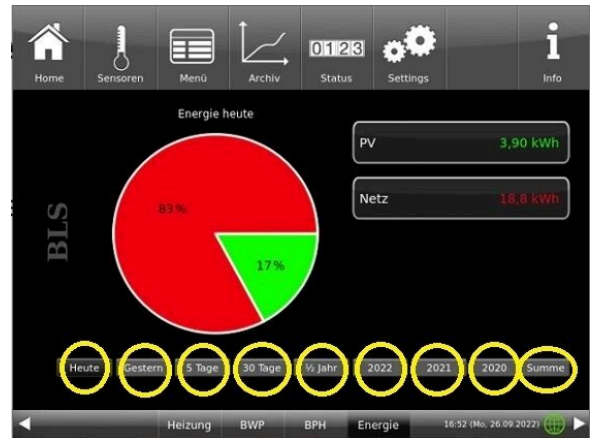 0123
Home Sensoren Menü Archiv Status Settings Info
Energie heute
PV 3,90 kWh
Netz 18,8 kWh
83%
17%
BLS
Heute Gestern 5 Tage 30 Tage ½ Jahr 2022 2021 2020 Summe
Heizung BWP BPH Energie 16:52 (Mo, 26.09.2022)